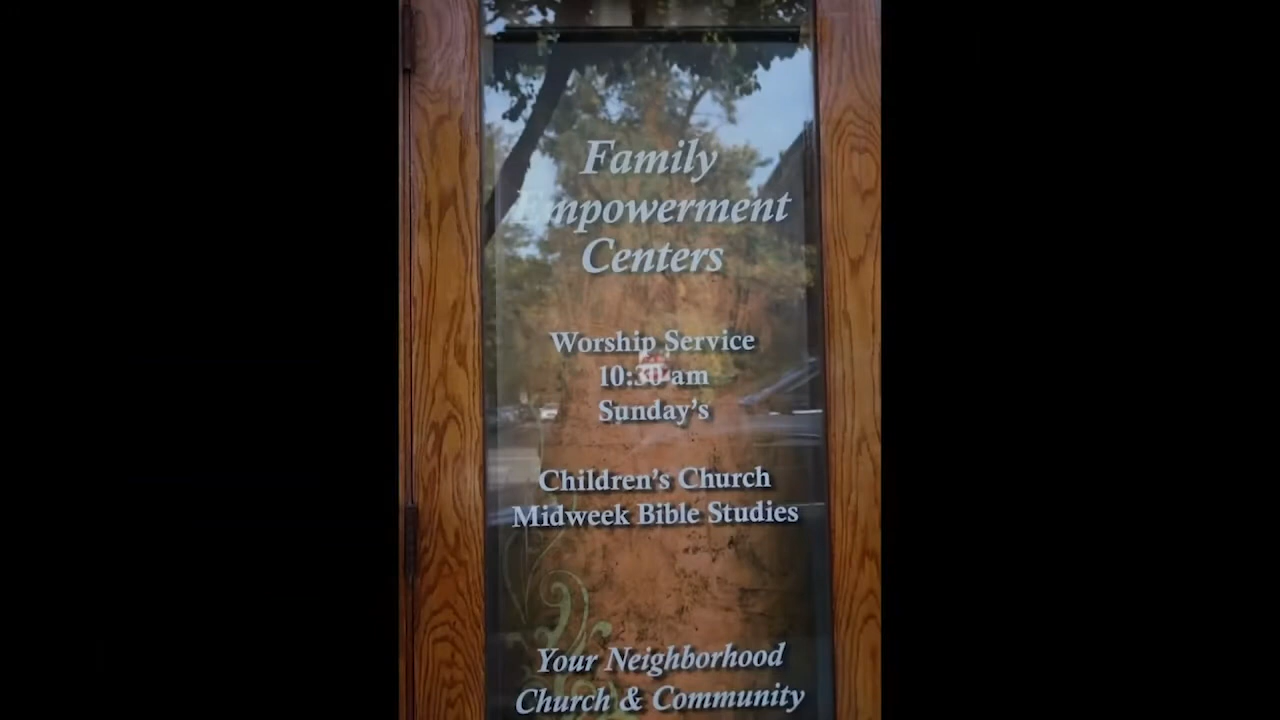 Family
Empowerment
Centers
Worship Service
10:30 am
Sunday's
Children's Church
Midweek Bible Studies
Your Neighborhood
Church & Community